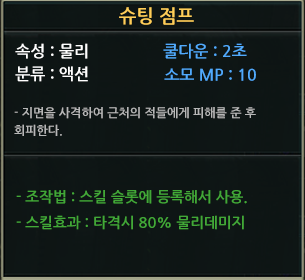 슈팅 점프
속성 : 물리 쿨다운 : 2초
분류 : 액션 소모 MP : 10
- 지면을 사격하여 근처의 적들에게 피해를 준 후
회피한다.
- 조작법 : 스킬 슬롯에 등록해서 사용.
- 스킬효과 : 타격시 80% 물리데미지